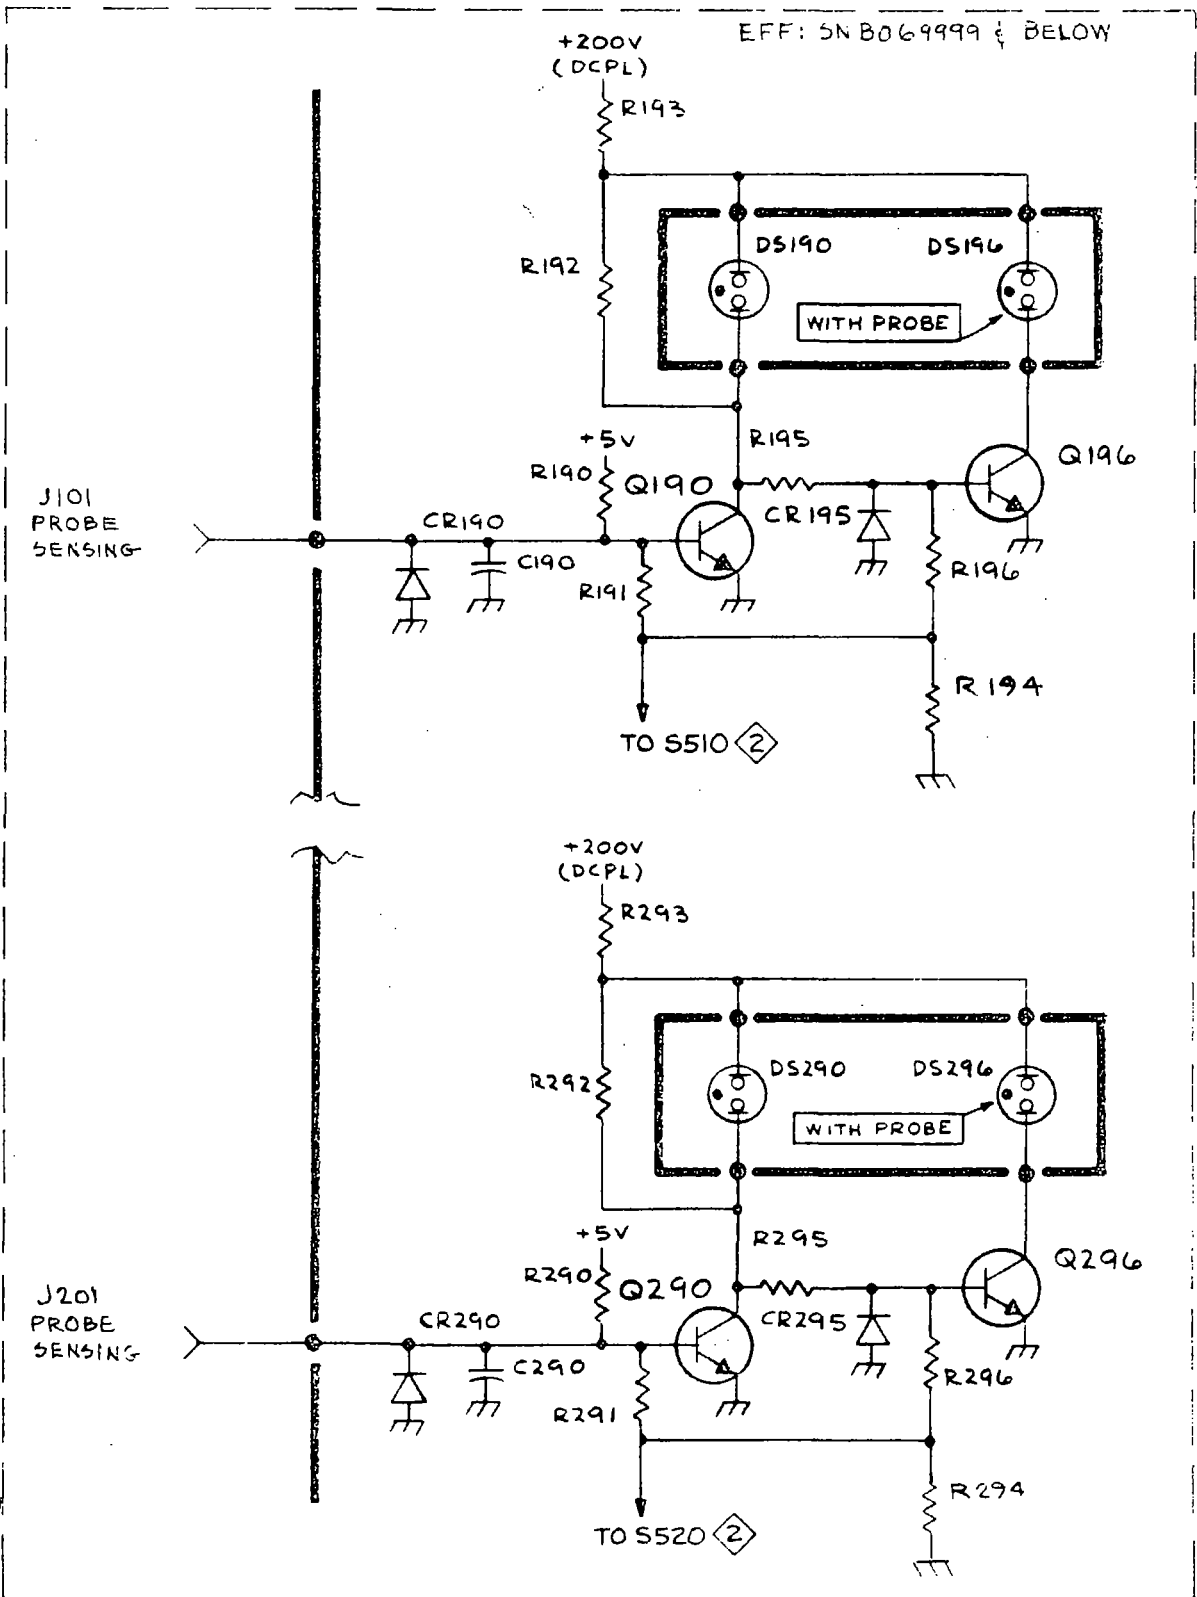 EFF: SN B069999 & BELOW
+200V
(DCPL)
R193
R192
DS190
DS196
WITH PROBE
+5V
R190
Q190
R195
Q196
J101
PROBE
SENSING
CR190
C190
R191
CR195
R196
R194
TO S510 2
+200V
(DCPL)
R293
R292
DS290
DS296
WITH PROBE
+5V
R290
Q290
R295
Q296
J201
PROBE
SENSING
CR290
C290
R291
CR295
R296
R294
TO S520 2